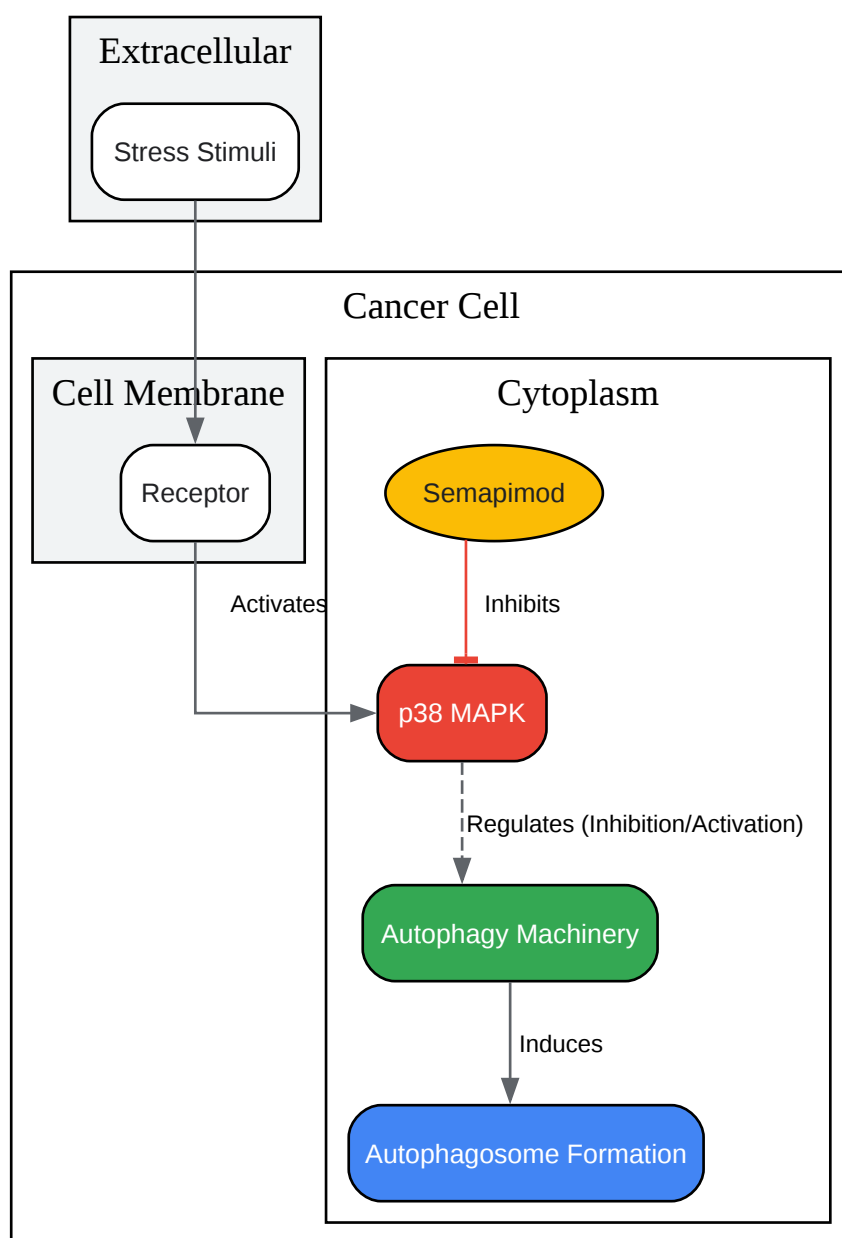 Extracellular
Stress Stimuli
Cancer Cell
Cell Membrane
Cytoplasm
Receptor
Semapimod
Activates
Inhibits
p38 MAPK
Regulates (Inhibition/Activation)
Autophagy Machinery
Induces
Autophagosome Formation